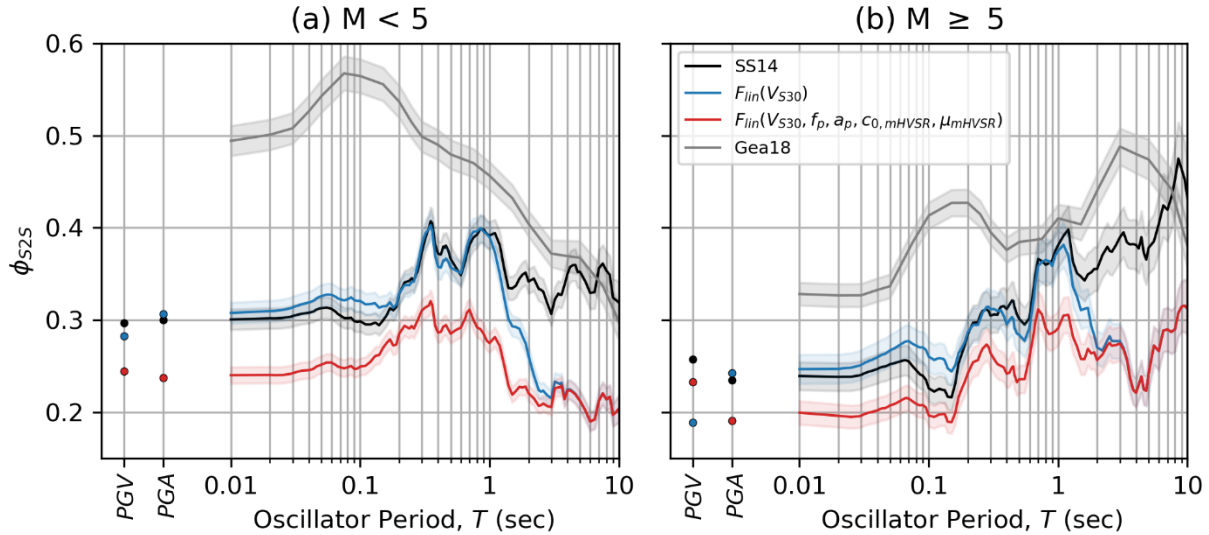 (a) M < 5
(b) M ≥ 5
0.6
0.5
0.4
0.3
0.2
ϕS2S
SS14
Flin(VS30)
Flin(VS30, fp, ap, c0,mHVSR, μmHVSR)
Gea18
PGV
PGA
0.01
0.1
1
10
PGV
PGA
0.01
0.1
1
10
Oscillator Period, T (sec)
Oscillator Period, T (sec)